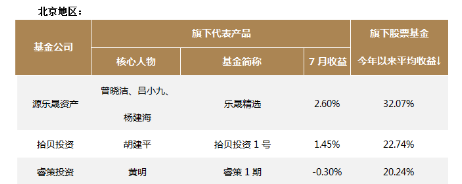 北京地区：
基金公司 旗下代表产品 旗下股票基金
核心人物 基金简称 7月收益 今年以来平均收益↓
源乐晟资产 曾晓洁、吕小九、 乐晟精选 2.60% 32.07%
杨建海
拾贝投资 胡建平 拾贝投资1号 1.45% 22.74%
睿策投资 黄明 睿策1期 -0.30% 20.24%